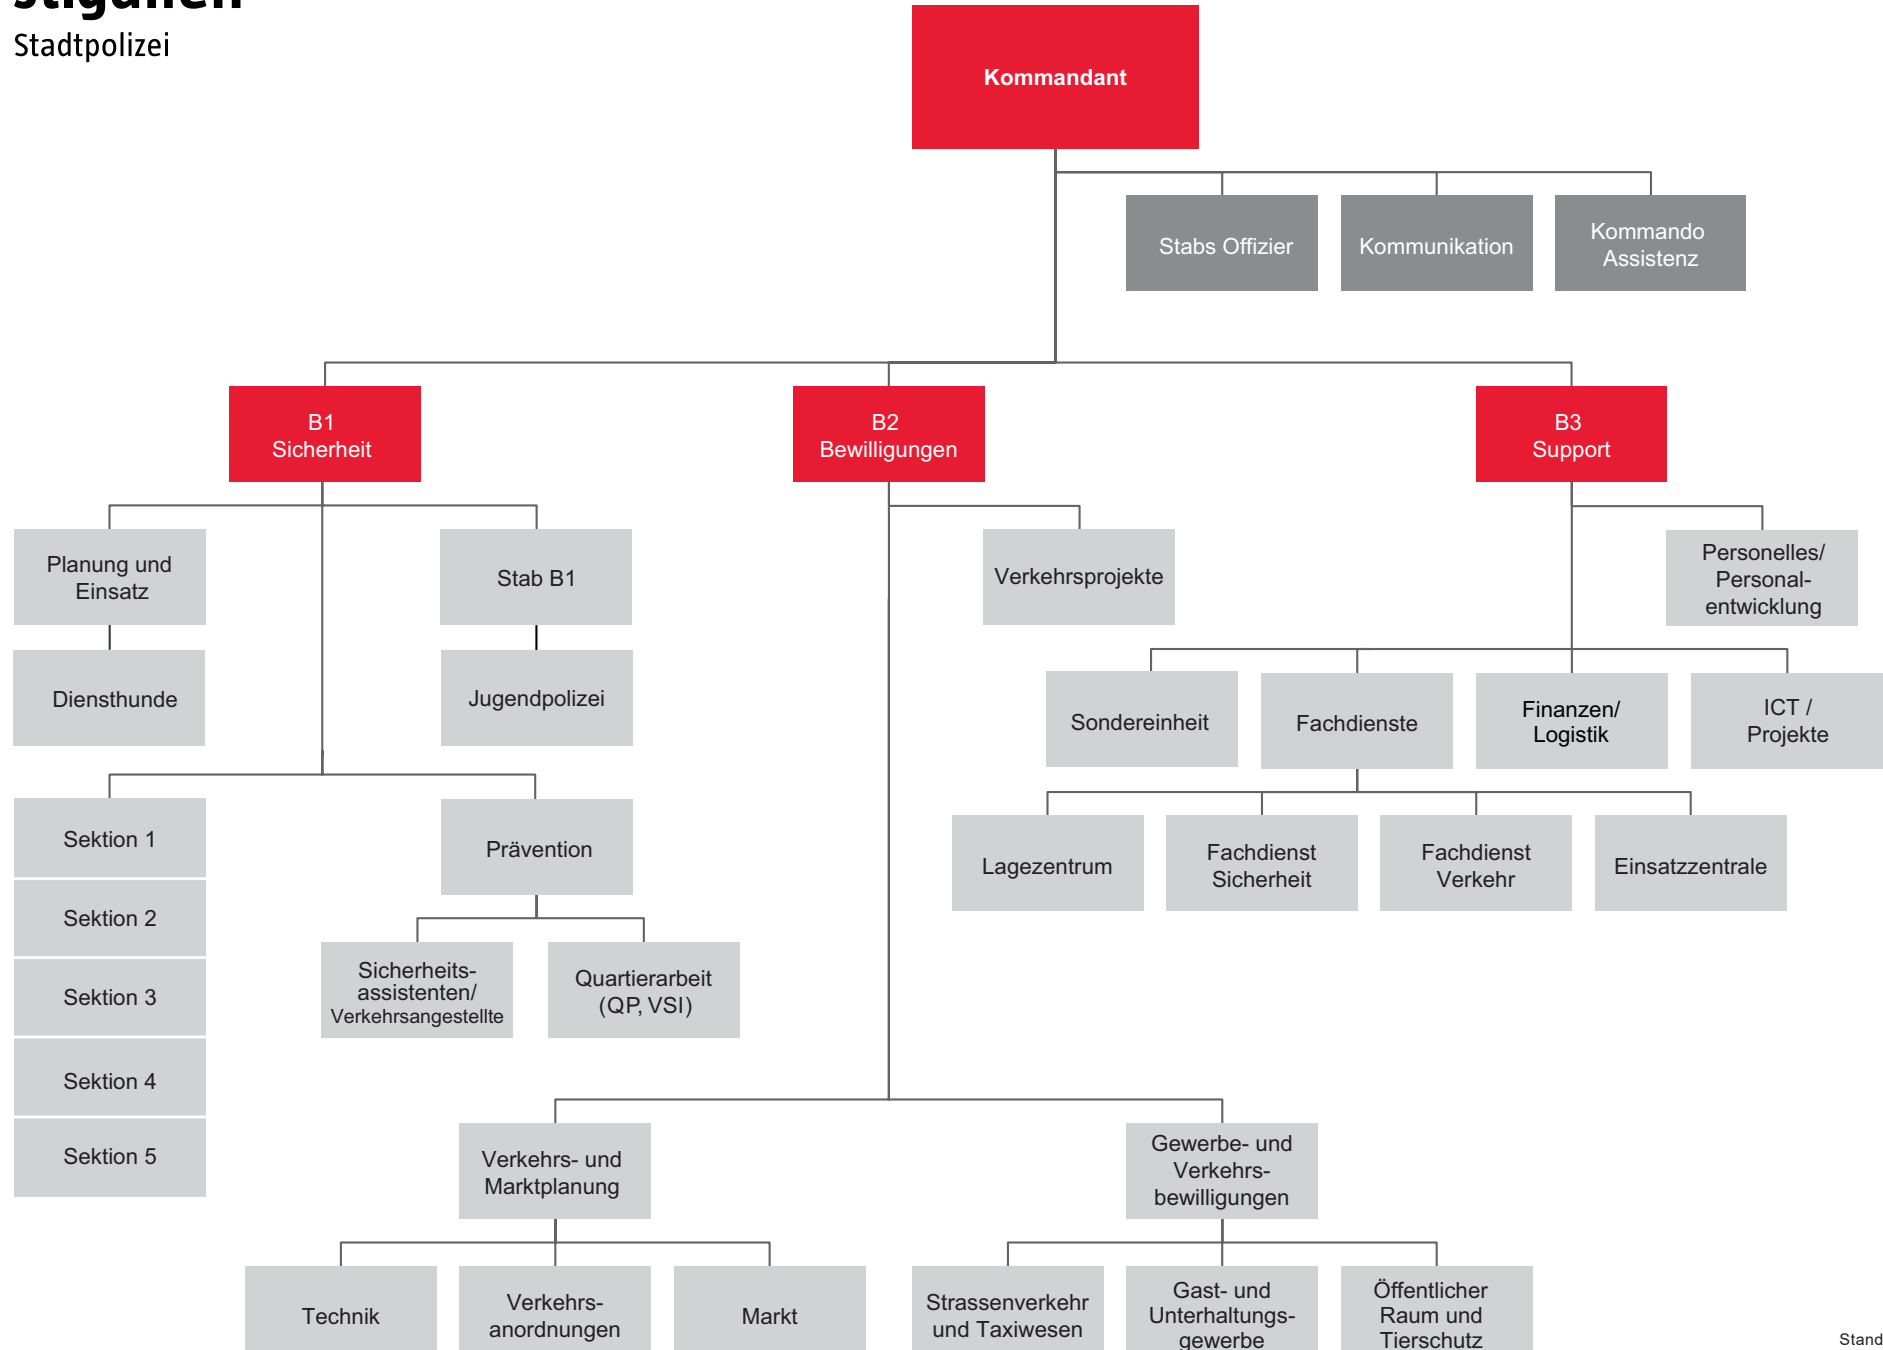 stgallen
Stadtpolizei
Kommandant
Stabs Offizier
Kommunikation
Kommando
Assistenz
B1
Sicherheit
B2
Bewilligungen
B3
Support
Planung und
Einsatz
Stab B1
Verkehrsprojekte
Personelles/
Personal-
entwicklung
Diensthunde
Jugendpolizei
Sondereinheit
Fachdienste
Finanzen/
Logistik
ICT /
Projekte
Sektion 1
Sektion 2
Sektion 3
Sektion 4
Sektion 5
Prävention
Lagezentrum
Fachdienst
Sicherheit
Fachdienst
Verkehr
Einsatzzentrale
Sicherheits-
assistenten/
Verkehrsangestellte
Quartierarbeit
(QP, VSI)
Verkehrs- und
Marktplanung
Gewerbe- und
Verkehrs-
bewilligungen
Technik
Verkehrs-
anordnungen
Markt
Strassenverkehr
und Taxiwesen
Gast- und
Unterhaltungs-
gewerbe
Öffentlicher
Raum und
Tierschutz
Stand